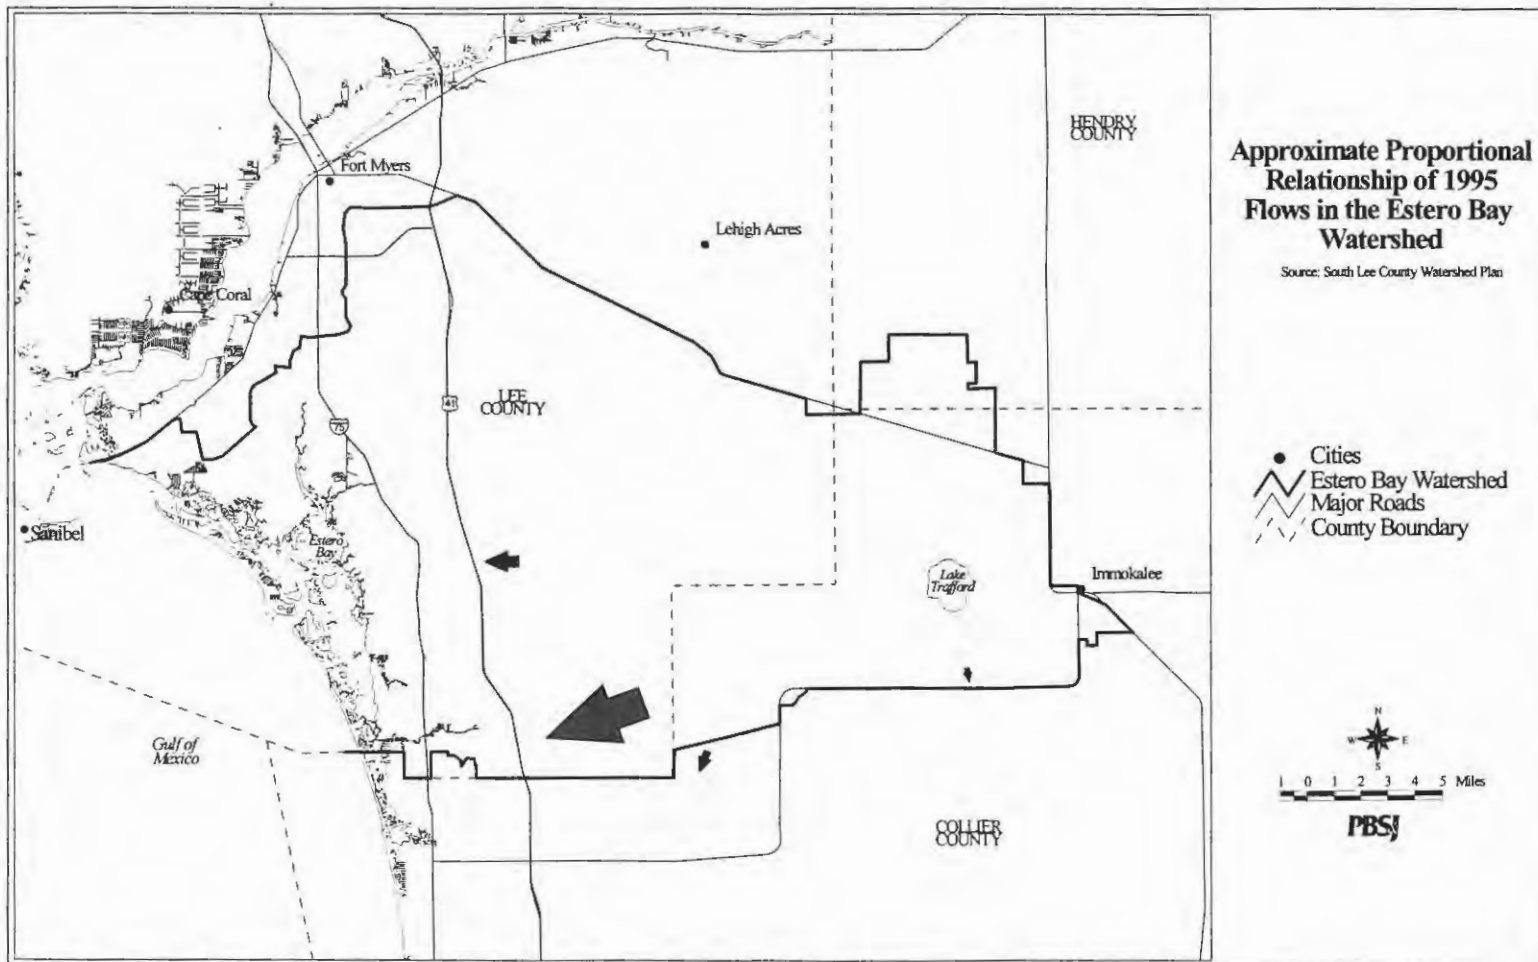 Approximate Proportional
Relationship of 1995
Flows in the Estero Bay
Watershed
Source: South Lee County Watershed Plan
HENDRY
COUNTY
Fort Myers
Lehigh Acres
Cape Coral
LEE
COUNTY
41
75
Cities
Estero Bay Watershed
Major Roads
County Boundary
Sanibel
Estero
Bay
Lake
Trafford
Immokalee
Gulf of
Mexico
COLLIER
COUNTY
N
W E
S
1 0 1 2 3 4 5 Miles
PBSJ